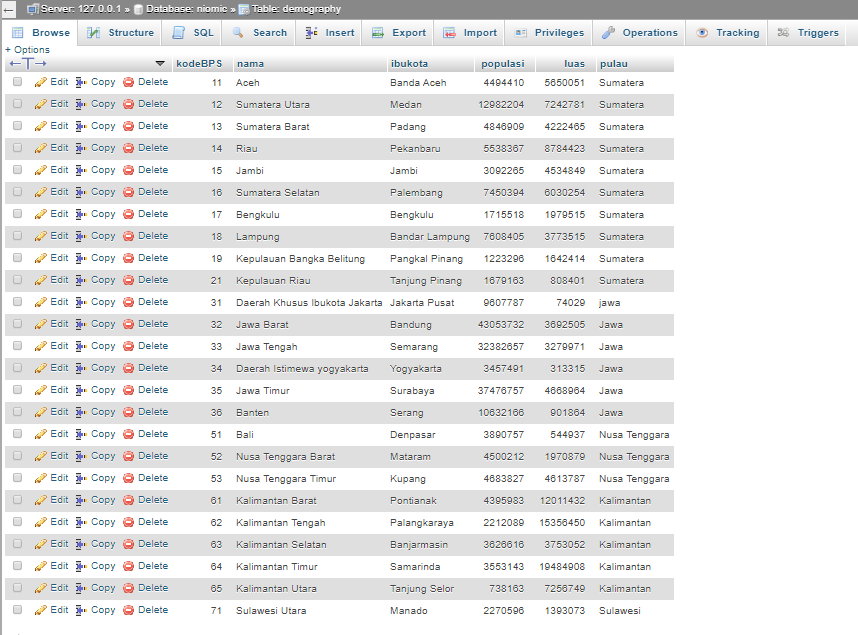 Server: 127.0.0.1 » Database: niomic » Table: demography
Browse Structure SQL Search Insert Export Import Privileges Operations Tracking Triggers
+ Options
kodeBPS nama ibukota populasi luas pulau
Edit Copy Delete 11 Aceh Banda Aceh 4494410 5650051 Sumatera
Edit Copy Delete 12 Sumatera Utara Medan 12982204 7242781 Sumatera
Edit Copy Delete 13 Sumatera Barat Padang 4846909 4222465 Sumatera
Edit Copy Delete 14 Riau Pekanbaru 5538367 8784423 Sumatera
Edit Copy Delete 15 Jambi Jambi 3092265 4534849 Sumatera
Edit Copy Delete 16 Sumatera Selatan Palembang 7450394 6030254 Sumatera
Edit Copy Delete 17 Bengkulu Bengkulu 1715518 1979515 Sumatera
Edit Copy Delete 18 Lampung Bandar Lampung 7608405 3773515 Sumatera
Edit Copy Delete 19 Kepulauan Bangka Belitung Pangkal Pinang 1223296 1642414 Sumatera
Edit Copy Delete 21 Kepulauan Riau Tanjung Pinang 1679163 808401 Sumatera
Edit Copy Delete 31 Daerah Khusus Ibukota Jakarta Jakarta Pusat 9607787 74029 jawa
Edit Copy Delete 32 Jawa Barat Bandung 43053732 3692505 Jawa
Edit Copy Delete 33 Jawa Tengah Semarang 32382657 3279971 Jawa
Edit Copy Delete 34 Daerah Istimewa yogyakarta Yogyakarta 3457491 313315 Jawa
Edit Copy Delete 35 Jawa Timur Surabaya 37476757 4668964 Jawa
Edit Copy Delete 36 Banten Serang 10632166 901864 Jawa
Edit Copy Delete 51 Bali Denpasar 3890757 544937 Nusa Tenggara
Edit Copy Delete 52 Nusa Tenggara Barat Mataram 4500212 1970879 Nusa Tenggara
Edit Copy Delete 53 Nusa Tenggara Timur Kupang 4683827 4613787 Nusa Tenggara
Edit Copy Delete 61 Kalimantan Barat Pontianak 4395983 12011432 Kalimantan
Edit Copy Delete 62 Kalimantan Tengah Palangkaraya 2212089 15356450 Kalimantan
Edit Copy Delete 63 Kalimantan Selatan Banjarmasin 3626616 3753052 Kalimantan
Edit Copy Delete 64 Kalimantan Timur Samarinda 3553143 19484908 Kalimantan
Edit Copy Delete 65 Kalimantan Utara Tanjung Selor 738163 7256749 Kalimantan
Edit Copy Delete 71 Sulawesi Utara Manado 2270596 1393073 Sulawesi